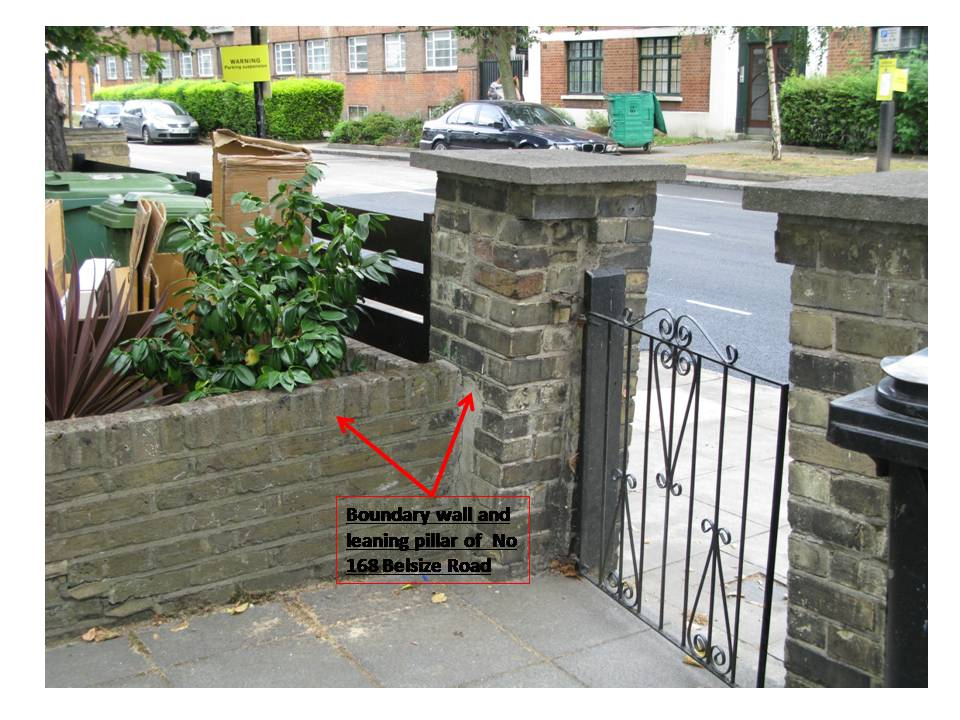 WARNING
Parking suspension
Boundary wall and
leaning pillar of No
168 Belsize Road